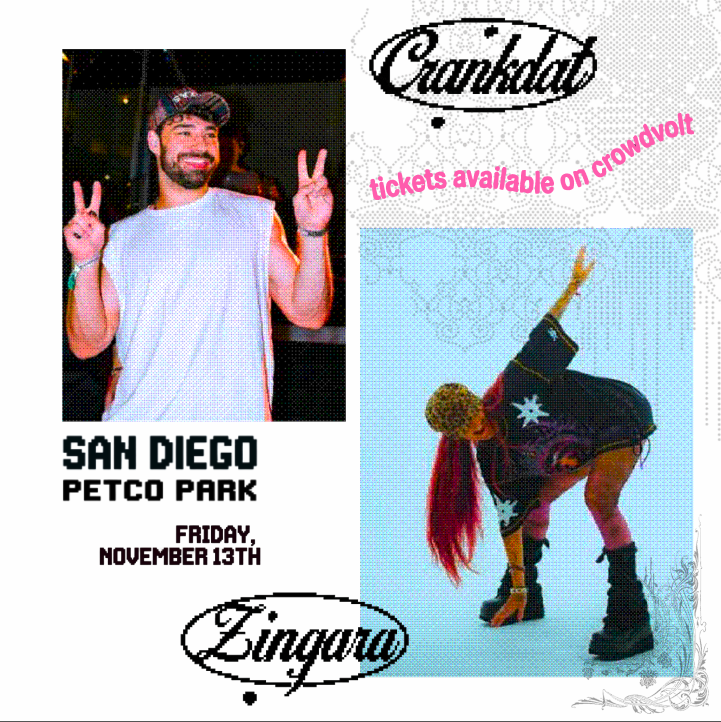 Crankdat
tickets available on crowdvolt
SAN DIEGO
PETCO PARK
FRIDAY,
NOVEMBER 13TH
Zingara